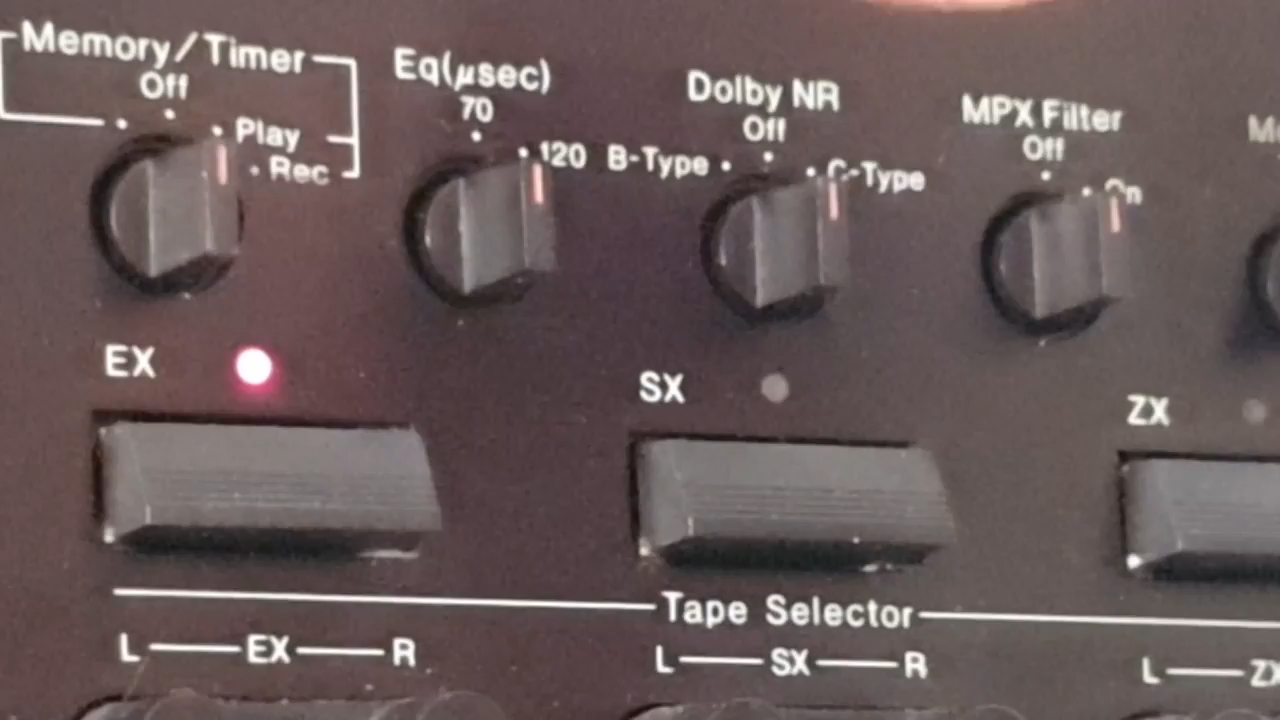 Memory/Timer
Off
Play
Rec
Eq(μsec)
70
120
Dolby NR
Off
B-Type
C-Type
MPX Filter
Off
On
EX
SX
ZX
Tape Selector
L EX R
L SX R
L